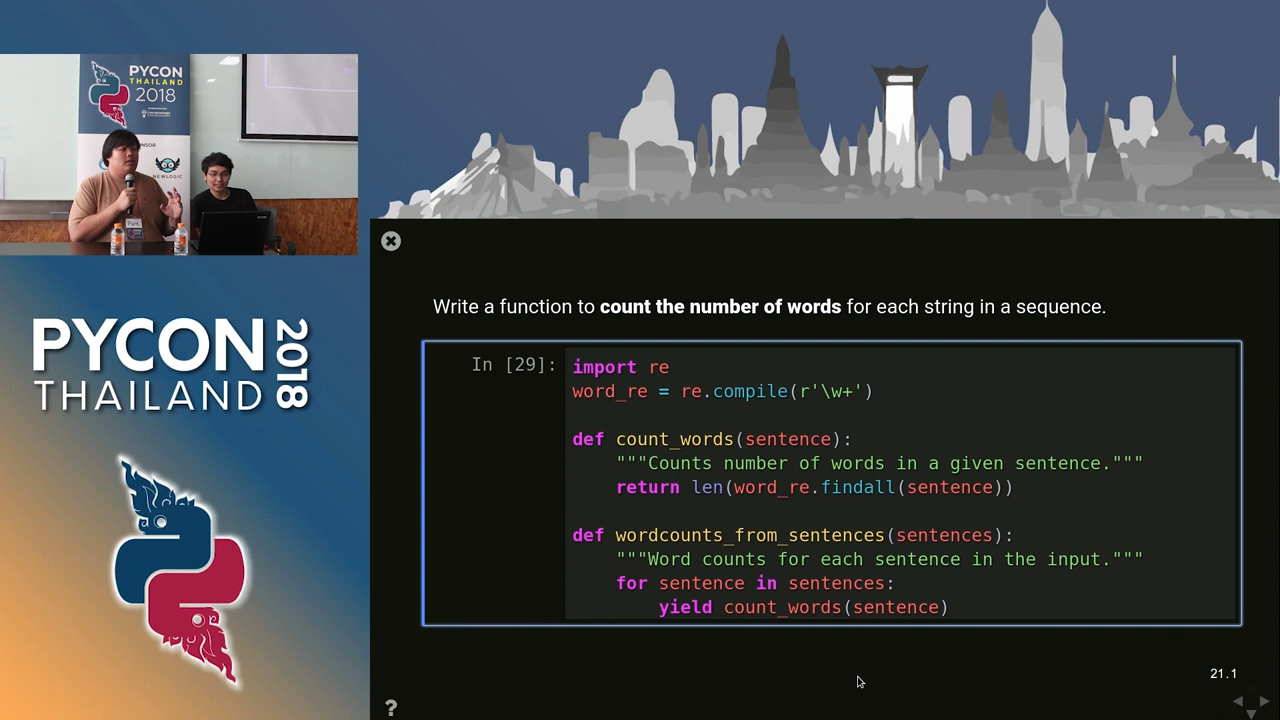 PYCON
THAILAND
2018
NEWLOGIC
PYCON 2018
THAILAND
Write a function to count the number of words for each string in a sequence.
In [29]:
import re
word_re = re.compile(r'\w+')
def count_words(sentence):
"""Counts number of words in a given sentence."""
return len(word_re.findall(sentence))
def wordcounts_from_sentences(sentences):
"""Word counts for each sentence in the input."""
for sentence in sentences:
yield count_words(sentence)
21.1
?